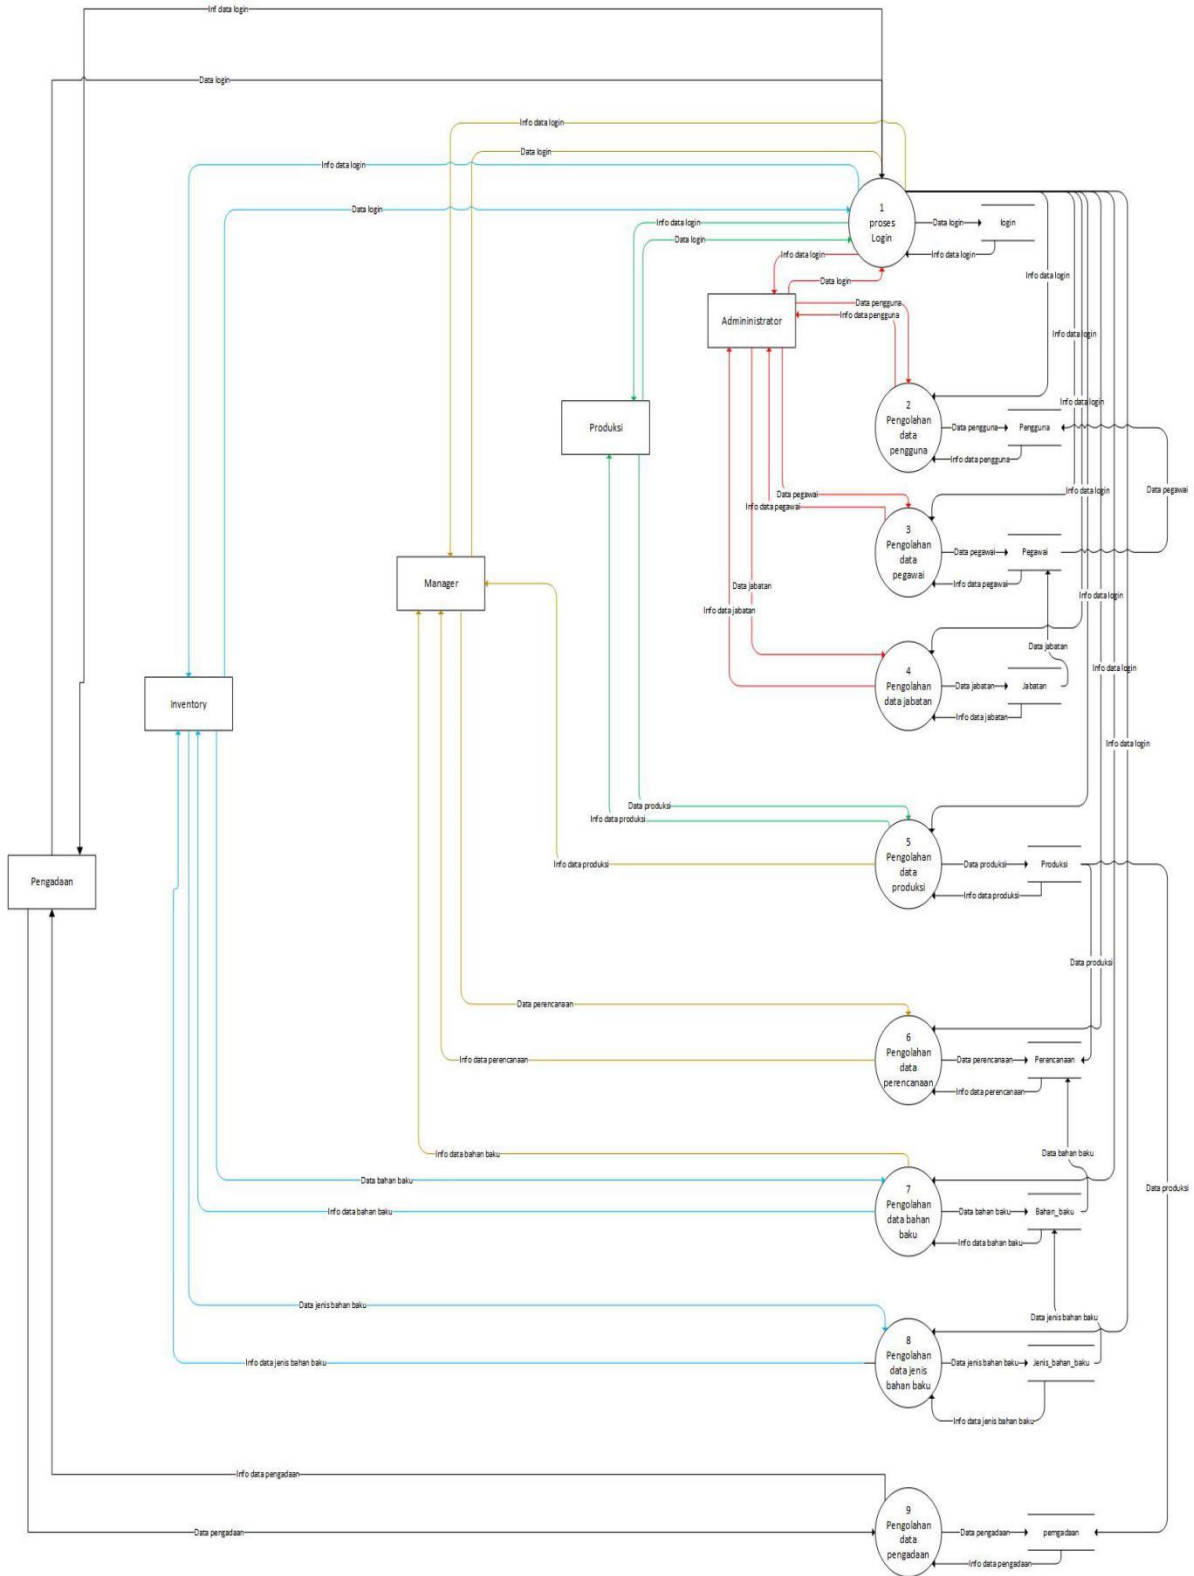 Inf data login
Data login
Info data login
Data login
Info data login
Data login
Info data login
Data login
Info data login
Data login
1
proses
Login
Data login
login
Info data login
Info data login
Admininistrator
Data pengguna
Info data pengguna
Info data login
Info data login
2
Pengolahan
data
pengguna
Data pengguna
Pengguna
Info data pengguna
Info data login
Produksi
Data pegawai
Info data pegawai
Info data login
Data pegawai
3
Pengolahan
data
pegawai
Data pegawai
Pegawai
Info data pegawai
Manager
Data jabatan
Info data jabatan
Info data login
Info data login
Data jabatan
4
Pengolahan
data jabatan
Data jabatan
Jabatan
Info data jabatan
Inventory
Info data login
Data produksi
Info data produksi
Info data produksi
5
Pengolahan
data
produksi
Data produksi
Produksi
Info data produksi
Pengadaan
Data produksi
Data perencanaan
Info data perencanaan
6
Pengolahan
data
perencanaan
Data perencanaan
Perencanaan
Info data perencanaan
Info data bahan baku
Data bahan baku
Data bahan baku
Info data bahan baku
7
Pengolahan
data bahan
baku
Data bahan baku
Bahan_baku
Info data bahan baku
Data produksi
Data jenis bahan baku
Data jenis bahan baku
Info data jenis bahan baku
8
Pengolahan
data jenis
bahan baku
Data jenis bahan baku
Jenis_bahan_baku
Info data jenis bahan baku
Info data pengadaan
Data pengadaan
9
Pengolahan
data
pengadaan
Data pengadaan
pemgadaan
Info data pengadaan